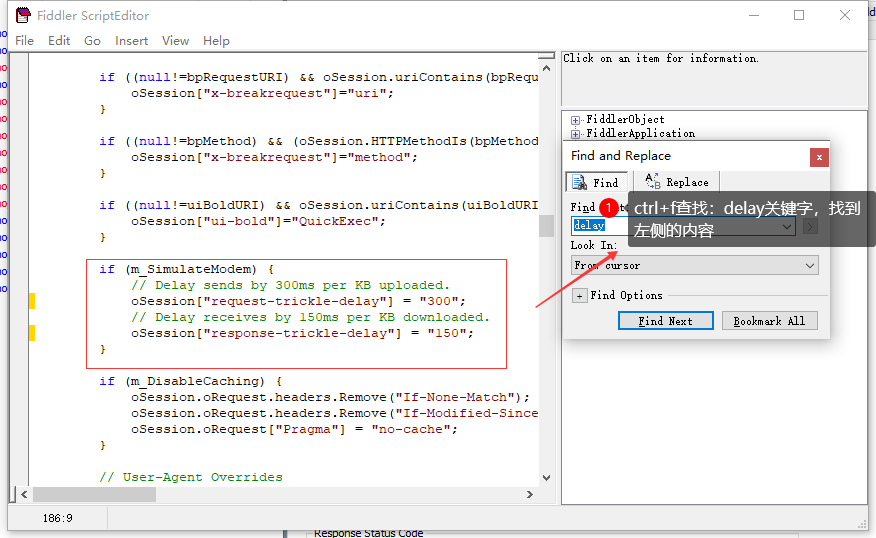 Fiddler ScriptEditor
File Edit Go Insert View Help
if ((null!=bpRequestURI) && oSession.uriContains(bpRequ
oSession["x-breakrequest"]="uri";
}
if ((null!=bpMethod) && (oSession.HTTPMethodIs(bpMethod
oSession["x-breakrequest"]="method";
}
if ((null!=uiBoldURI) && oSession.uriContains(uiBoldURI
oSession["ui-bold"]="QuickExec";
}
if (m_SimulateModem) {
// Delay sends by 300ms per KB uploaded.
oSession["request-trickle-delay"] = "300";
// Delay receives by 150ms per KB downloaded.
oSession["response-trickle-delay"] = "150";
}
if (m_DisableCaching) {
oSession.oRequest.headers.Remove("If-None-Match");
oSession.oRequest.headers.Remove("If-Modified-Since
oSession.oRequest["Pragma"] = "no-cache";
}
// User-Agent Overrides
186:9
Click on an item for information.
FiddlerObject
FiddlerApplication
Find and Replace
x
Find
Replace
Find
1
ctrl+f查找：delay关键字，找到
左侧的内容
delay
Look In:
From cursor
+ Find Options
Find Next
Bookmark All
Response Status Code